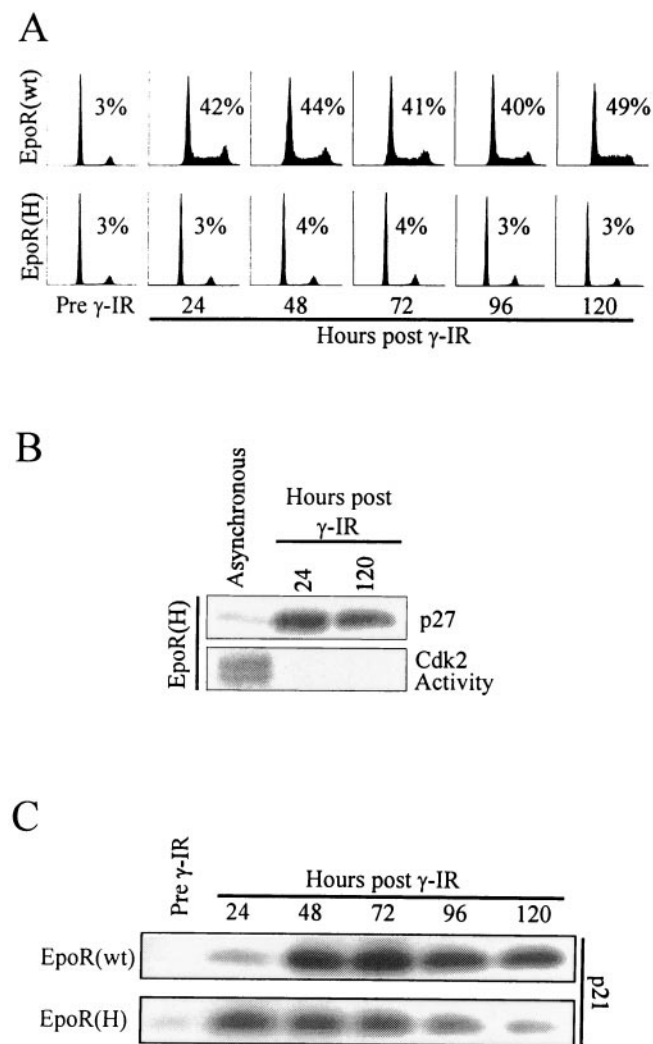 A
EpoR(wt)
3%
42%
44%
41%
40%
49%
EpoR(H)
3%
3%
4%
4%
3%
3%
Pre γ-IR
24
48
72
96
120
Hours post γ-IR
B
Asynchronous
Hours post
γ-IR
24
120
EpoR(H)
p27
Cdk2
Activity
C
Pre γ-IR
Hours post γ-IR
24
48
72
96
120
EpoR(wt)
EpoR(H)
p21